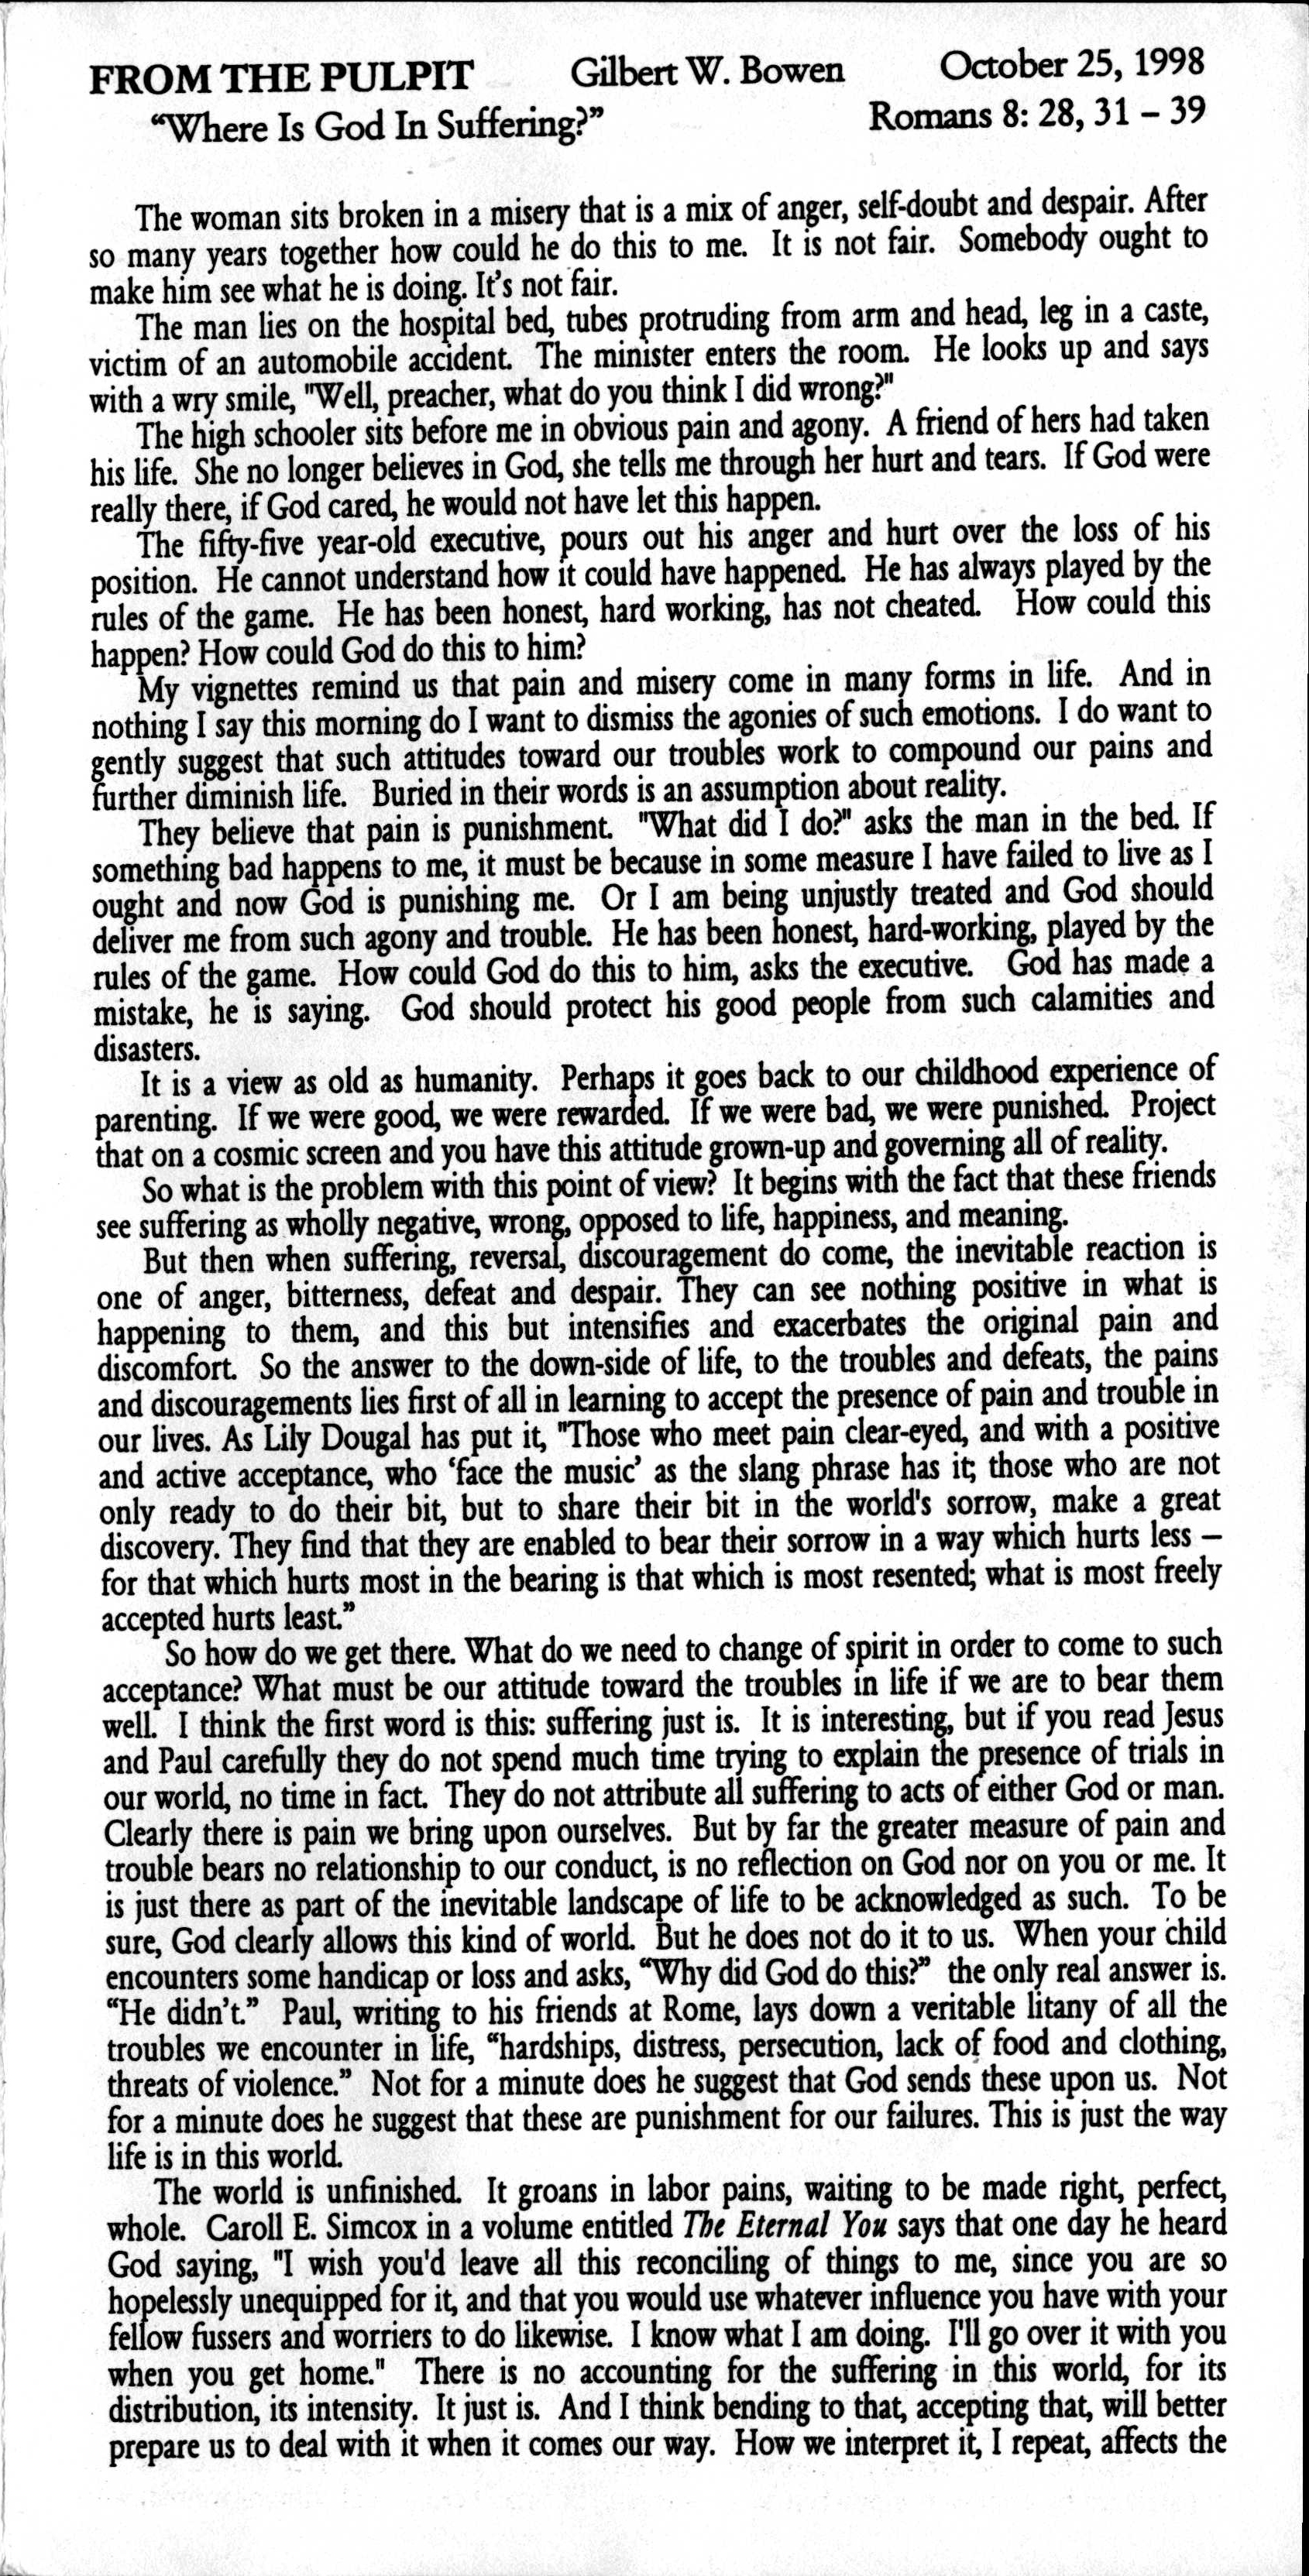 FROM THE PULPIT Gilbert W. Bowen October 25, 1998
“Where Is God In Suffering?” Romans 8: 28, 31 – 39
The woman sits broken in a misery that is a mix of anger, self-doubt and despair. After
so many years together how could he do this to me. It is not fair. Somebody ought to
make him see what he is doing. It’s not fair.
The man lies on the hospital bed, tubes protruding from arm and head, leg in a caste,
victim of an automobile accident. The minister enters the room. He looks up and says
with a wry smile, "Well, preacher, what do you think I did wrong?"
The high schooler sits before me in obvious pain and agony. A friend of hers had taken
his life. She no longer believes in God, she tells me through her hurt and tears. If God were
really there, if God cared, he would not have let this happen.
The fifty-five year-old executive, pours out his anger and hurt over the loss of his
position. He cannot understand how it could have happened. He has always played by the
rules of the game. He has been honest, hard working, has not cheated. How could this
happen? How could God do this to him?
My vignettes remind us that pain and misery come in many forms in life. And in
nothing I say this morning do I want to dismiss the agonies of such emotions. I do want to
gently suggest that such attitudes toward our troubles work to compound our pains and
further diminish life. Buried in their words is an assumption about reality.
They believe that pain is punishment. "What did I do?" asks the man in the bed. If
something bad happens to me, it must be because in some measure I have failed to live as I
ought and now God is punishing me. Or I am being unjustly treated and God should
deliver me from such agony and trouble. He has been honest, hard-working, played by the
rules of the game. How could God do this to him, asks the executive. God has made a
mistake, he is saying. God should protect his good people from such calamities and
disasters.
It is a view as old as humanity. Perhaps it goes back to our childhood experience of
parenting. If we were good, we were rewarded. If we were bad, we were punished. Project
that on a cosmic screen and you have this attitude grown-up and governing all of reality.
So what is the problem with this point of view? It begins with the fact that these friends
see suffering as wholly negative, wrong, opposed to life, happiness, and meaning.
But then when suffering, reversal, discouragement do come, the inevitable reaction is
one of anger, bitterness, defeat and despair. They can see nothing positive in what is
happening to them, and this but intensifies and exacerbates the original pain and
discomfort. So the answer to the down-side of life, to the troubles and defeats, the pains
and discouragements lies first of all in learning to accept the presence of pain and trouble in
our lives. As Lily Dougal has put it, "Those who meet pain clear-eyed, and with a positive
and active acceptance, who ‘face the music’ as the slang phrase has it; those who are not
only ready to do their bit, but to share their bit in the world's sorrow, make a great
discovery. They find that they are enabled to bear their sorrow in a way which hurts less –
for that which hurts most in the bearing is that which is most resented; what is most freely
accepted hurts least.”
So how do we get there. What do we need to change of spirit in order to come to such
acceptance? What must be our attitude toward the troubles in life if we are to bear them
well. I think the first word is this: suffering just is. It is interesting, but if you read Jesus
and Paul carefully they do not spend much time trying to explain the presence of trials in
our world, no time in fact. They do not attribute all suffering to acts of either God or man.
Clearly there is pain we bring upon ourselves. But by far the greater measure of pain and
trouble bears no relationship to our conduct, is no reflection on God nor on you or me. It
is just there as part of the inevitable landscape of life to be acknowledged as such. To be
sure, God clearly allows this kind of world. But he does not do it to us. When your child
encounters some handicap or loss and asks, “Why did God do this?” the only real answer is.
“He didn’t.” Paul, writing to his friends at Rome, lays down a veritable litany of all the
troubles we encounter in life, “hardships, distress, persecution, lack of food and clothing,
threats of violence.” Not for a minute does he suggest that God sends these upon us. Not
for a minute does he suggest that these are punishment for our failures. This is just the way
life is in this world.
The world is unfinished. It groans in labor pains, waiting to be made right, perfect,
whole. Caroll E. Simcox in a volume entitled The Eternal You says that one day he heard
God saying, "I wish you'd leave all this reconciling of things to me, since you are so
hopelessly unequipped for it, and that you would use whatever influence you have with your
fellow fussers and worriers to do likewise. I know what I am doing. I'll go over it with you
when you get home." There is no accounting for the suffering in this world, for its
distribution, its intensity. It just is. And I think bending to that, accepting that, will better
prepare us to deal with it when it comes our way. How we interpret it, I repeat, affects the